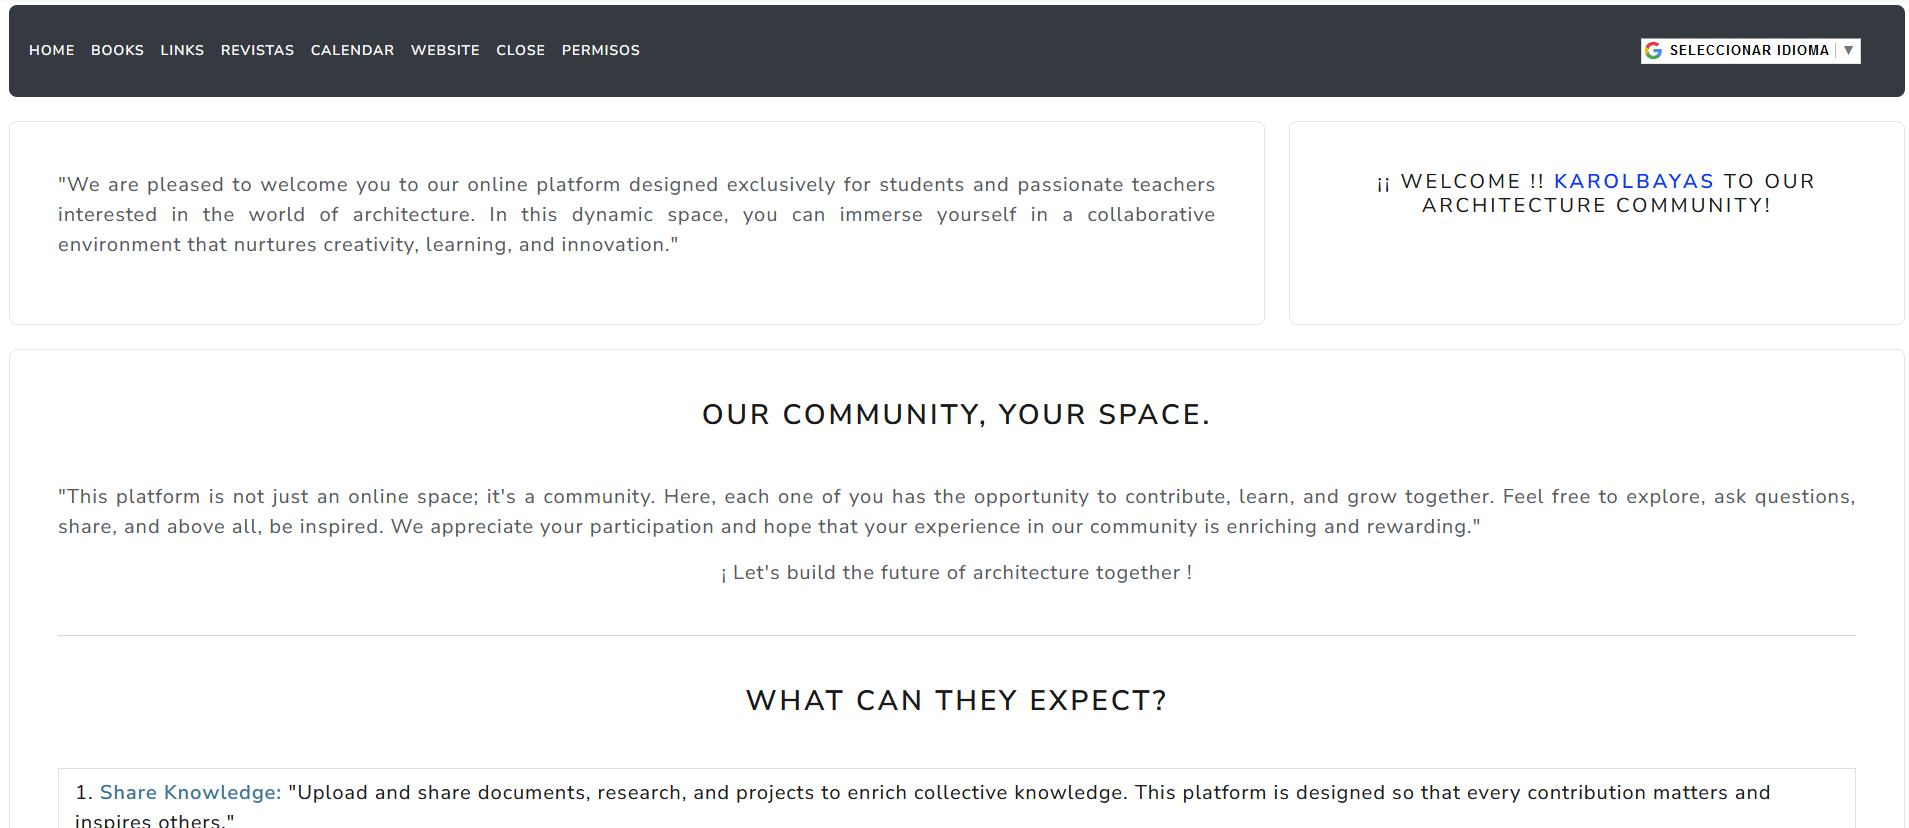 HOME BOOKS LINKS REVISTAS CALENDAR WEBSITE CLOSE PERMISOS
SELECCIONAR IDIOMA ▼
"We are pleased to welcome you to our online platform designed exclusively for students and passionate teachers
interested in the world of architecture. In this dynamic space, you can immerse yourself in a collaborative
environment that nurtures creativity, learning, and innovation."
¡¡ WELCOME !! KAROLBAYAS TO OUR
ARCHITECTURE COMMUNITY!
OUR COMMUNITY, YOUR SPACE.
"This platform is not just an online space; it's a community. Here, each one of you has the opportunity to contribute, learn, and grow together. Feel free to explore, ask questions,
share, and above all, be inspired. We appreciate your participation and hope that your experience in our community is enriching and rewarding."
¡ Let's build the future of architecture together !
WHAT CAN THEY EXPECT?
1. Share Knowledge: "Upload and share documents, research, and projects to enrich collective knowledge. This platform is designed so that every contribution matters and
inspires others."